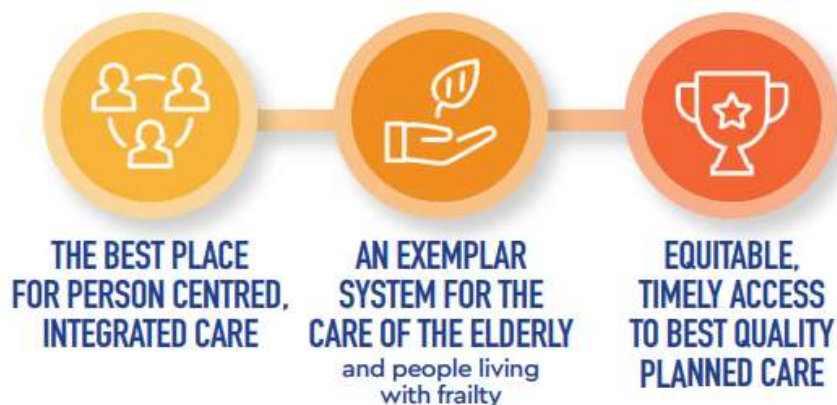 THE BEST PLACE
FOR PERSON CENTRED,
INTEGRATED CARE
AN EXEMPLAR
SYSTEM FOR THE
CARE OF THE ELDERLY
and people living
with frailty
EQUITABLE,
TIMELY ACCESS
TO BEST QUALITY
PLANNED CARE